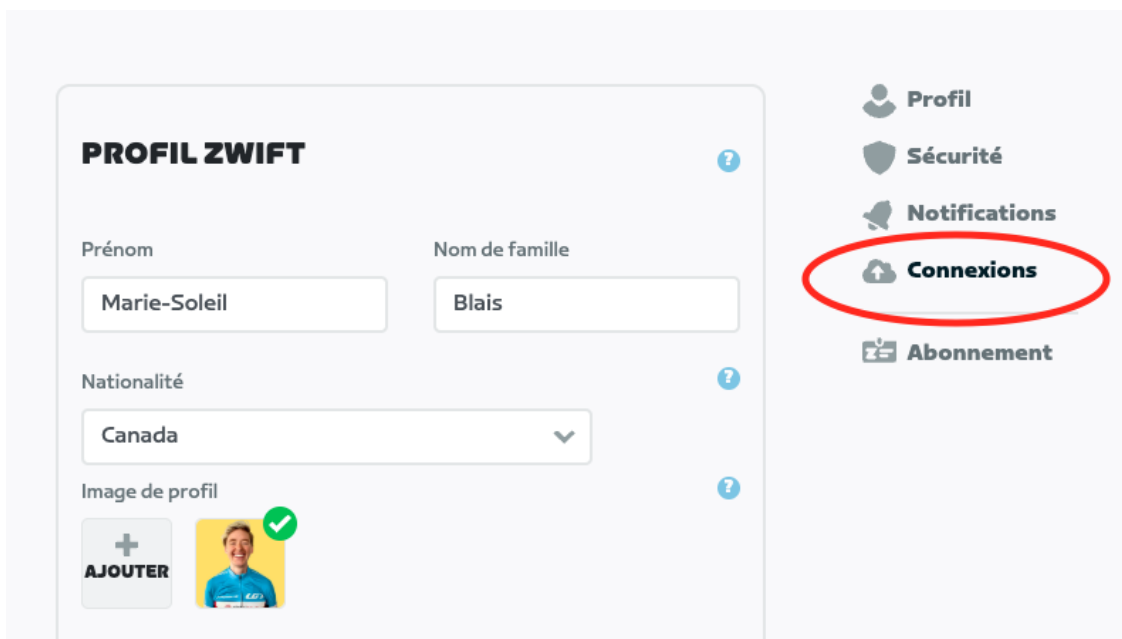 PROFIL ZWIFT
?
Prénom
Nom de famille
Marie-Soleil
Blais
Nationalité
?
Canada
Image de profil
?
+
AJOUTER
Profil
Sécurité
Notifications
Connexions
Abonnement